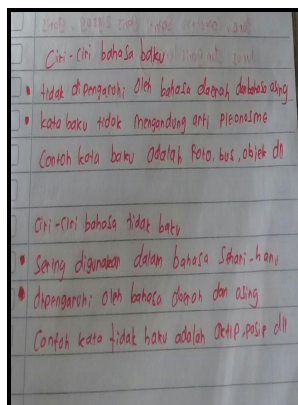 Ciri-Ciri bahasa baku
• tidak dipengaruhi oleh bahasa daerah dan bahasa asing
• kata baku tidak mengandung arti pleonasme
Contoh kata baku adalah foto, bus, objek dll
Ciri-Ciri bahasa tidak baku
• Sering digunakan dalam bahasa Sehari-hari
• dipengaruhi oleh bahasa daerah dan asing
Contoh kata tidak baku adalah aktip, posip dll